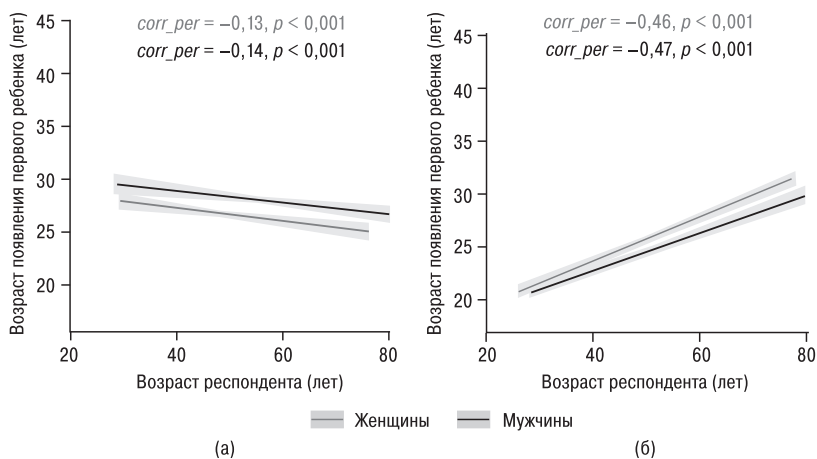 corr_per = −0,13, p < 0,001
corr_per = −0,14, p < 0,001
Возраст появления первого ребенка (лет)
45
40
35
30
25
20
20 40 60 80
Возраст респондента (лет)
corr_per = −0,46, p < 0,001
corr_per = −0,47, p < 0,001
Возраст появления первого ребенка (лет)
45
40
35
30
25
20
20 40 60 80
Возраст респондента (лет)
Женщины Мужчины
(а) (б)